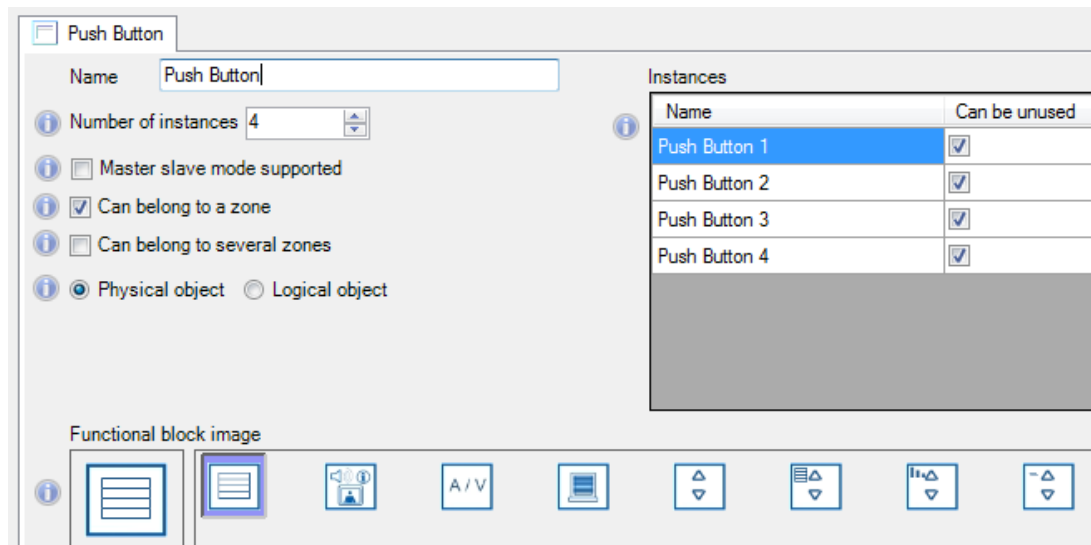 Push Button
Name Push Button
Instances
Number of instances 4
Name Can be unused
Push Button 1
Master slave mode supported
Push Button 2
Can belong to a zone
Push Button 3
Can belong to several zones
Push Button 4
Physical object Logical object
Functional block image
A / V